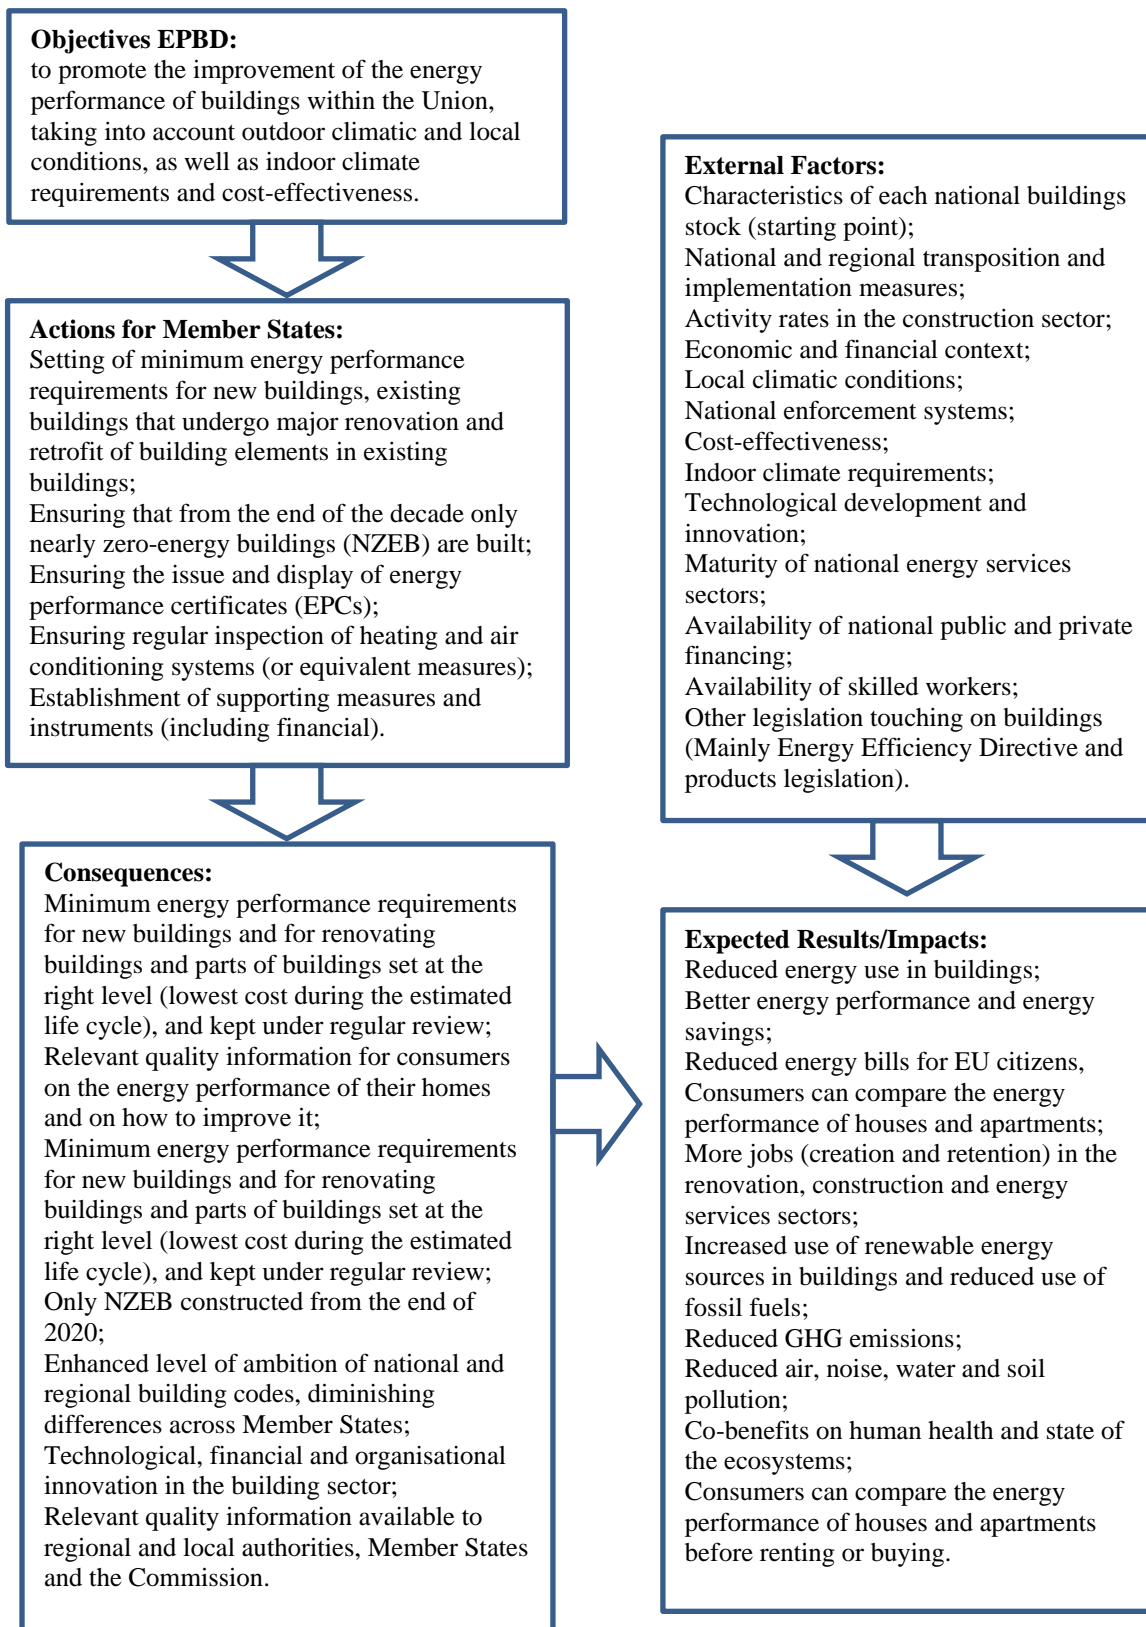 Objectives EPBD:
to promote the improvement of the energy
performance of buildings within the Union,
taking into account outdoor climatic and local
conditions, as well as indoor climate
requirements and cost-effectiveness.
Actions for Member States:
Setting of minimum energy performance
requirements for new buildings, existing
buildings that undergo major renovation and
retrofit of building elements in existing
buildings;
Ensuring that from the end of the decade only
nearly zero-energy buildings (NZEB) are built;
Ensuring the issue and display of energy
performance certificates (EPCs);
Ensuring regular inspection of heating and air
conditioning systems (or equivalent measures);
Establishment of supporting measures and
instruments (including financial).
Consequences:
Minimum energy performance requirements
for new buildings and for renovating
buildings and parts of buildings set at the
right level (lowest cost during the estimated
life cycle), and kept under regular review;
Relevant quality information for consumers
on the energy performance of their homes
and on how to improve it;
Minimum energy performance requirements
for new buildings and for renovating
buildings and parts of buildings set at the
right level (lowest cost during the estimated
life cycle), and kept under regular review;
Only NZEB constructed from the end of
2020;
Enhanced level of ambition of national and
regional building codes, diminishing
differences across Member States;
Technological, financial and organisational
innovation in the building sector;
Relevant quality information available to
regional and local authorities, Member States
and the Commission.
External Factors:
Characteristics of each national buildings
stock (starting point);
National and regional transposition and
implementation measures;
Activity rates in the construction sector;
Economic and financial context;
Local climatic conditions;
National enforcement systems;
Cost-effectiveness;
Indoor climate requirements;
Technological development and
innovation;
Maturity of national energy services
sectors;
Availability of national public and private
financing;
Availability of skilled workers;
Other legislation touching on buildings
(Mainly Energy Efficiency Directive and
products legislation).
Expected Results/Impacts:
Reduced energy use in buildings;
Better energy performance and energy
savings;
Reduced energy bills for EU citizens,
Consumers can compare the energy
performance of houses and apartments;
More jobs (creation and retention) in the
renovation, construction and energy
services sectors;
Increased use of renewable energy
sources in buildings and reduced use of
fossil fuels;
Reduced GHG emissions;
Reduced air, noise, water and soil
pollution;
Co-benefits on human health and state of
the ecosystems;
Consumers can compare the energy
performance of houses and apartments
before renting or buying.